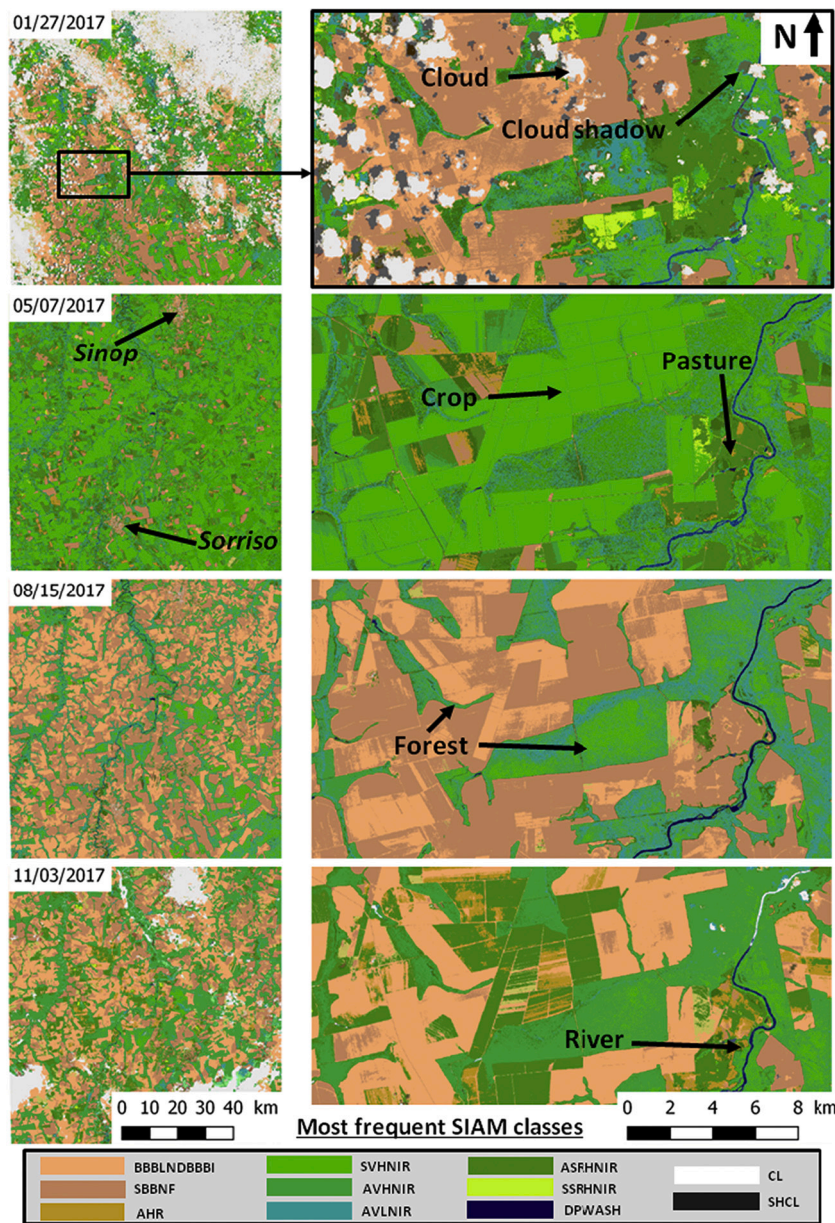 01/27/2017
N
Cloud
Cloud shadow
05/07/2017
Sinop
Sorriso
Crop
Pasture
08/15/2017
Forest
11/03/2017
River
0 10 20 30 40 km
Most frequent SIAM classes
0 2 4 6 8 km
BBBLNDBBBI SVHNIR ASRHNIR CL
SBBNF AVHNIR SSRHNIR SHCL
AHR AVLNIR DPWASH